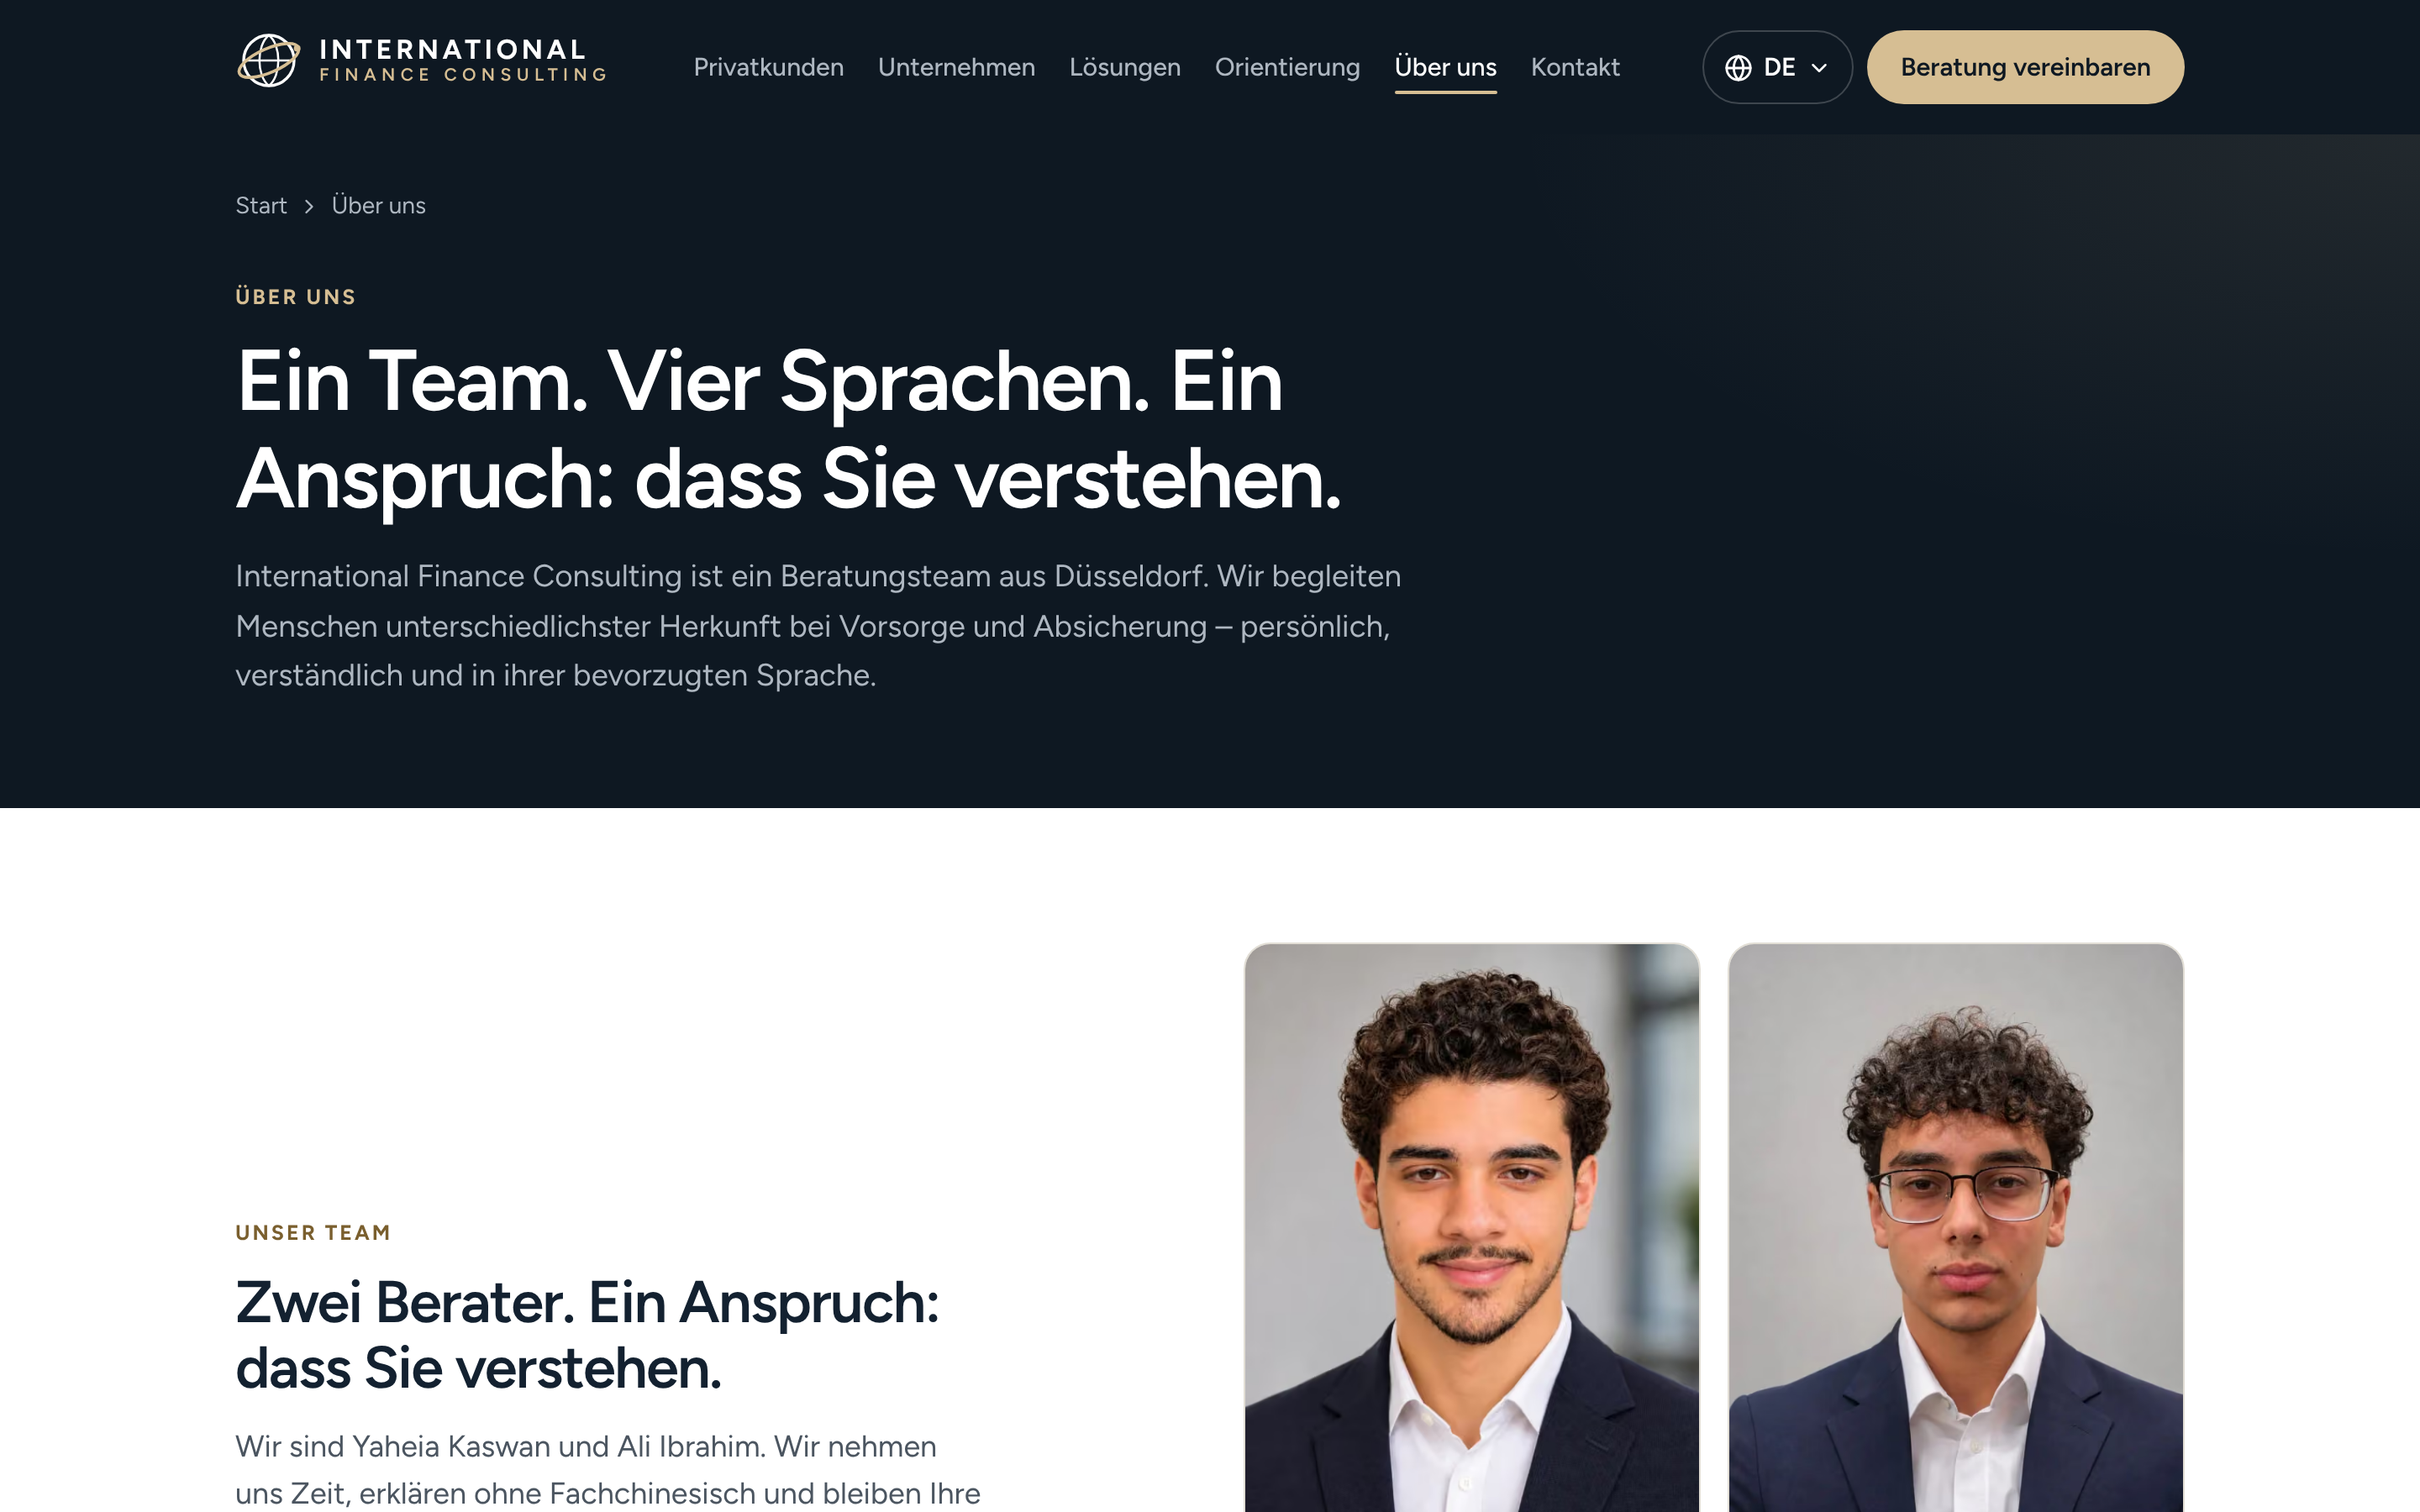 INTERNATIONAL
FINANCE CONSULTING
Privatkunden
Unternehmen
Lösungen
Orientierung
Über uns
Kontakt
DE
Beratung vereinbaren
Start
Über uns
ÜBER UNS
Ein Team. Vier Sprachen. Ein
Anspruch: dass Sie verstehen.
International Finance Consulting ist ein Beratungsteam aus Düsseldorf. Wir begleiten
Menschen unterschiedlichster Herkunft bei Vorsorge und Absicherung – persönlich,
verständlich und in ihrer bevorzugten Sprache.
UNSER TEAM
Zwei Berater. Ein Anspruch:
dass Sie verstehen.
Wir sind Yaheia Kaswan und Ali Ibrahim. Wir nehmen
uns Zeit, erklären ohne Fachchinesisch und bleiben Ihre